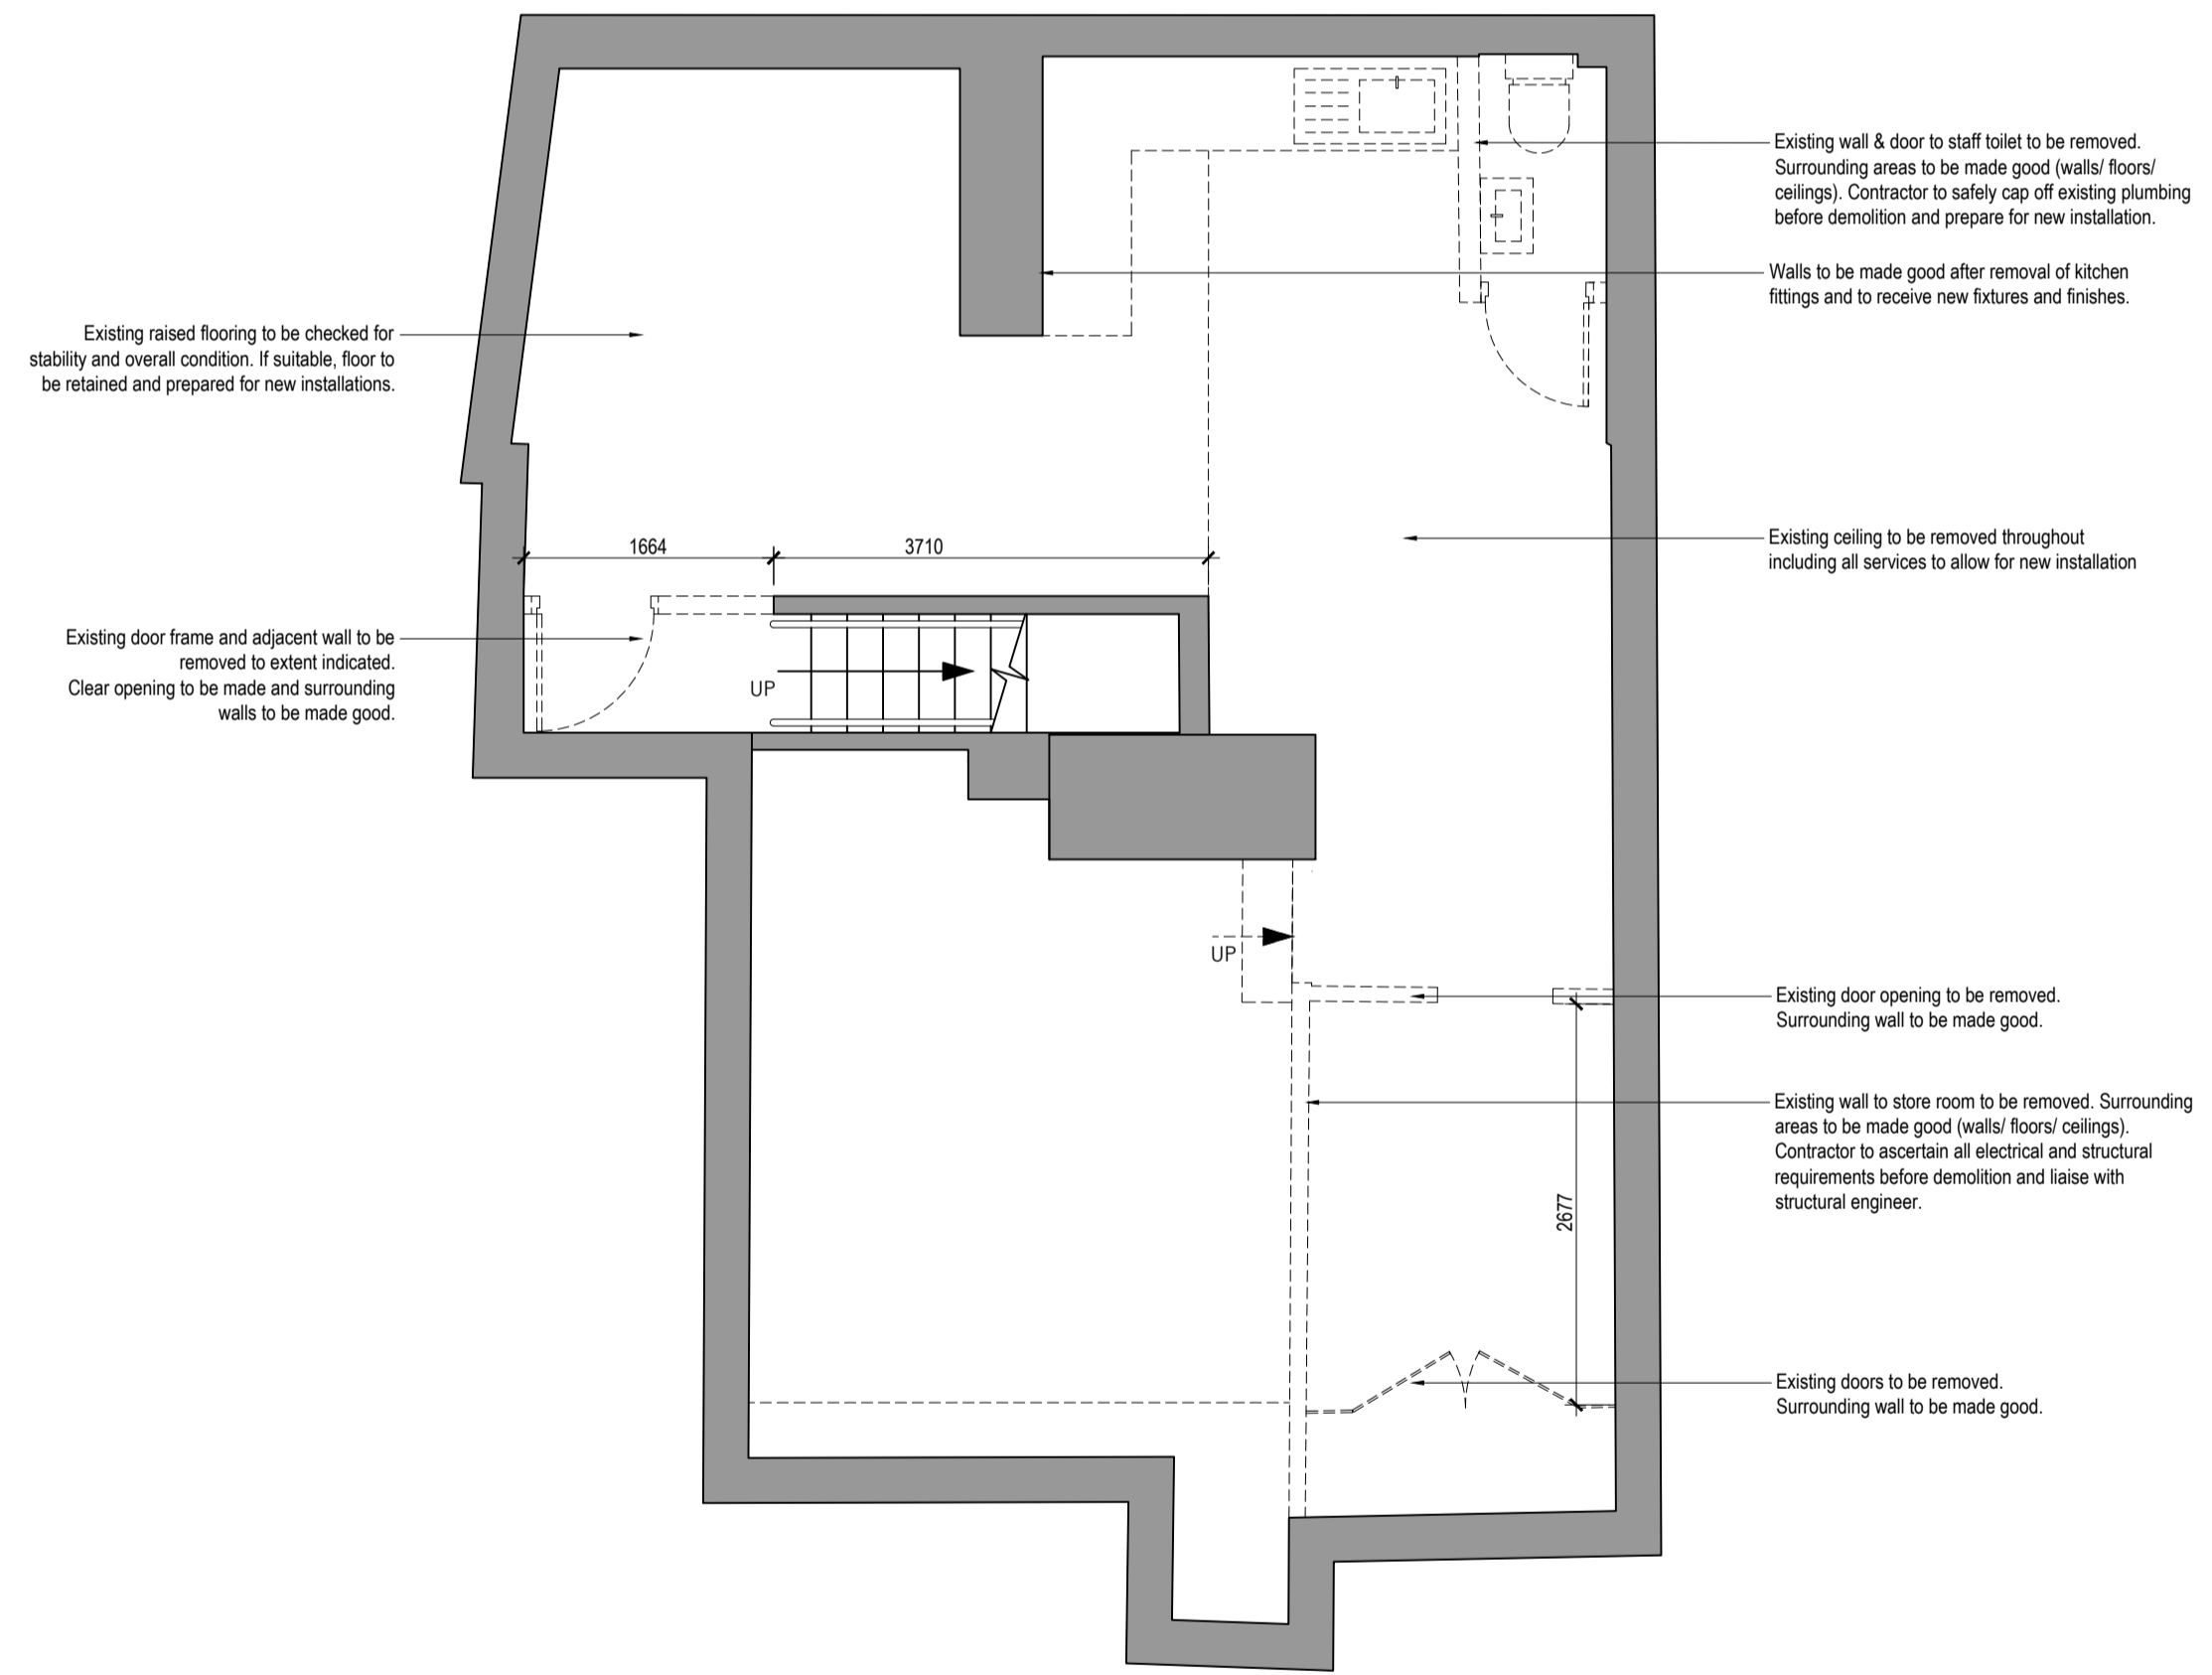 Existing wall & door to staff toilet to be removed.
Surrounding areas to be made good (walls/ floors/
ceilings). Contractor to safely cap off existing plumbing
before demolition and prepare for new installation.
Walls to be made good after removal of kitchen
fittings and to receive new fixtures and finishes.
Existing raised flooring to be checked for
stability and overall condition. If suitable, floor to
be retained and prepared for new installations.
Existing ceiling to be removed throughout
including all services to allow for new installation
1664
3710
Existing door frame and adjacent wall to be
removed to extent indicated.
Clear opening to be made and surrounding
walls to be made good.
UP
UP
Existing door opening to be removed.
Surrounding wall to be made good.
Existing wall to store room to be removed. Surrounding
areas to be made good (walls/ floors/ ceilings).
Contractor to ascertain all electrical and structural
requirements before demolition and liaise with
structural engineer.
2677
Existing doors to be removed.
Surrounding wall to be made good.